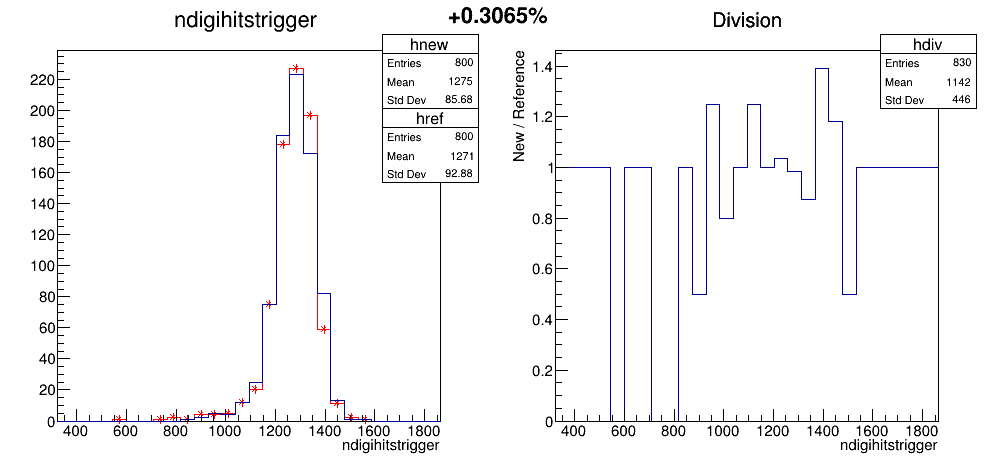 +0.3065%
ndigihitstrigger
hnew
Entries 800
Mean 1275
Std Dev 85.68
href
Entries 800
Mean 1271
Std Dev 92.88
220
200
180
160
140
120
100
80
60
40
20
0
400 600 800 1000 1200 1400 1600 1800
ndigihitstrigger
Division
hdiv
Entries 830
Mean 1142
Std Dev 446
New / Reference
1.4
1.2
1
0.8
0.6
0.4
0.2
0
400 600 800 1000 1200 1400 1600 1800
ndigihitstrigger